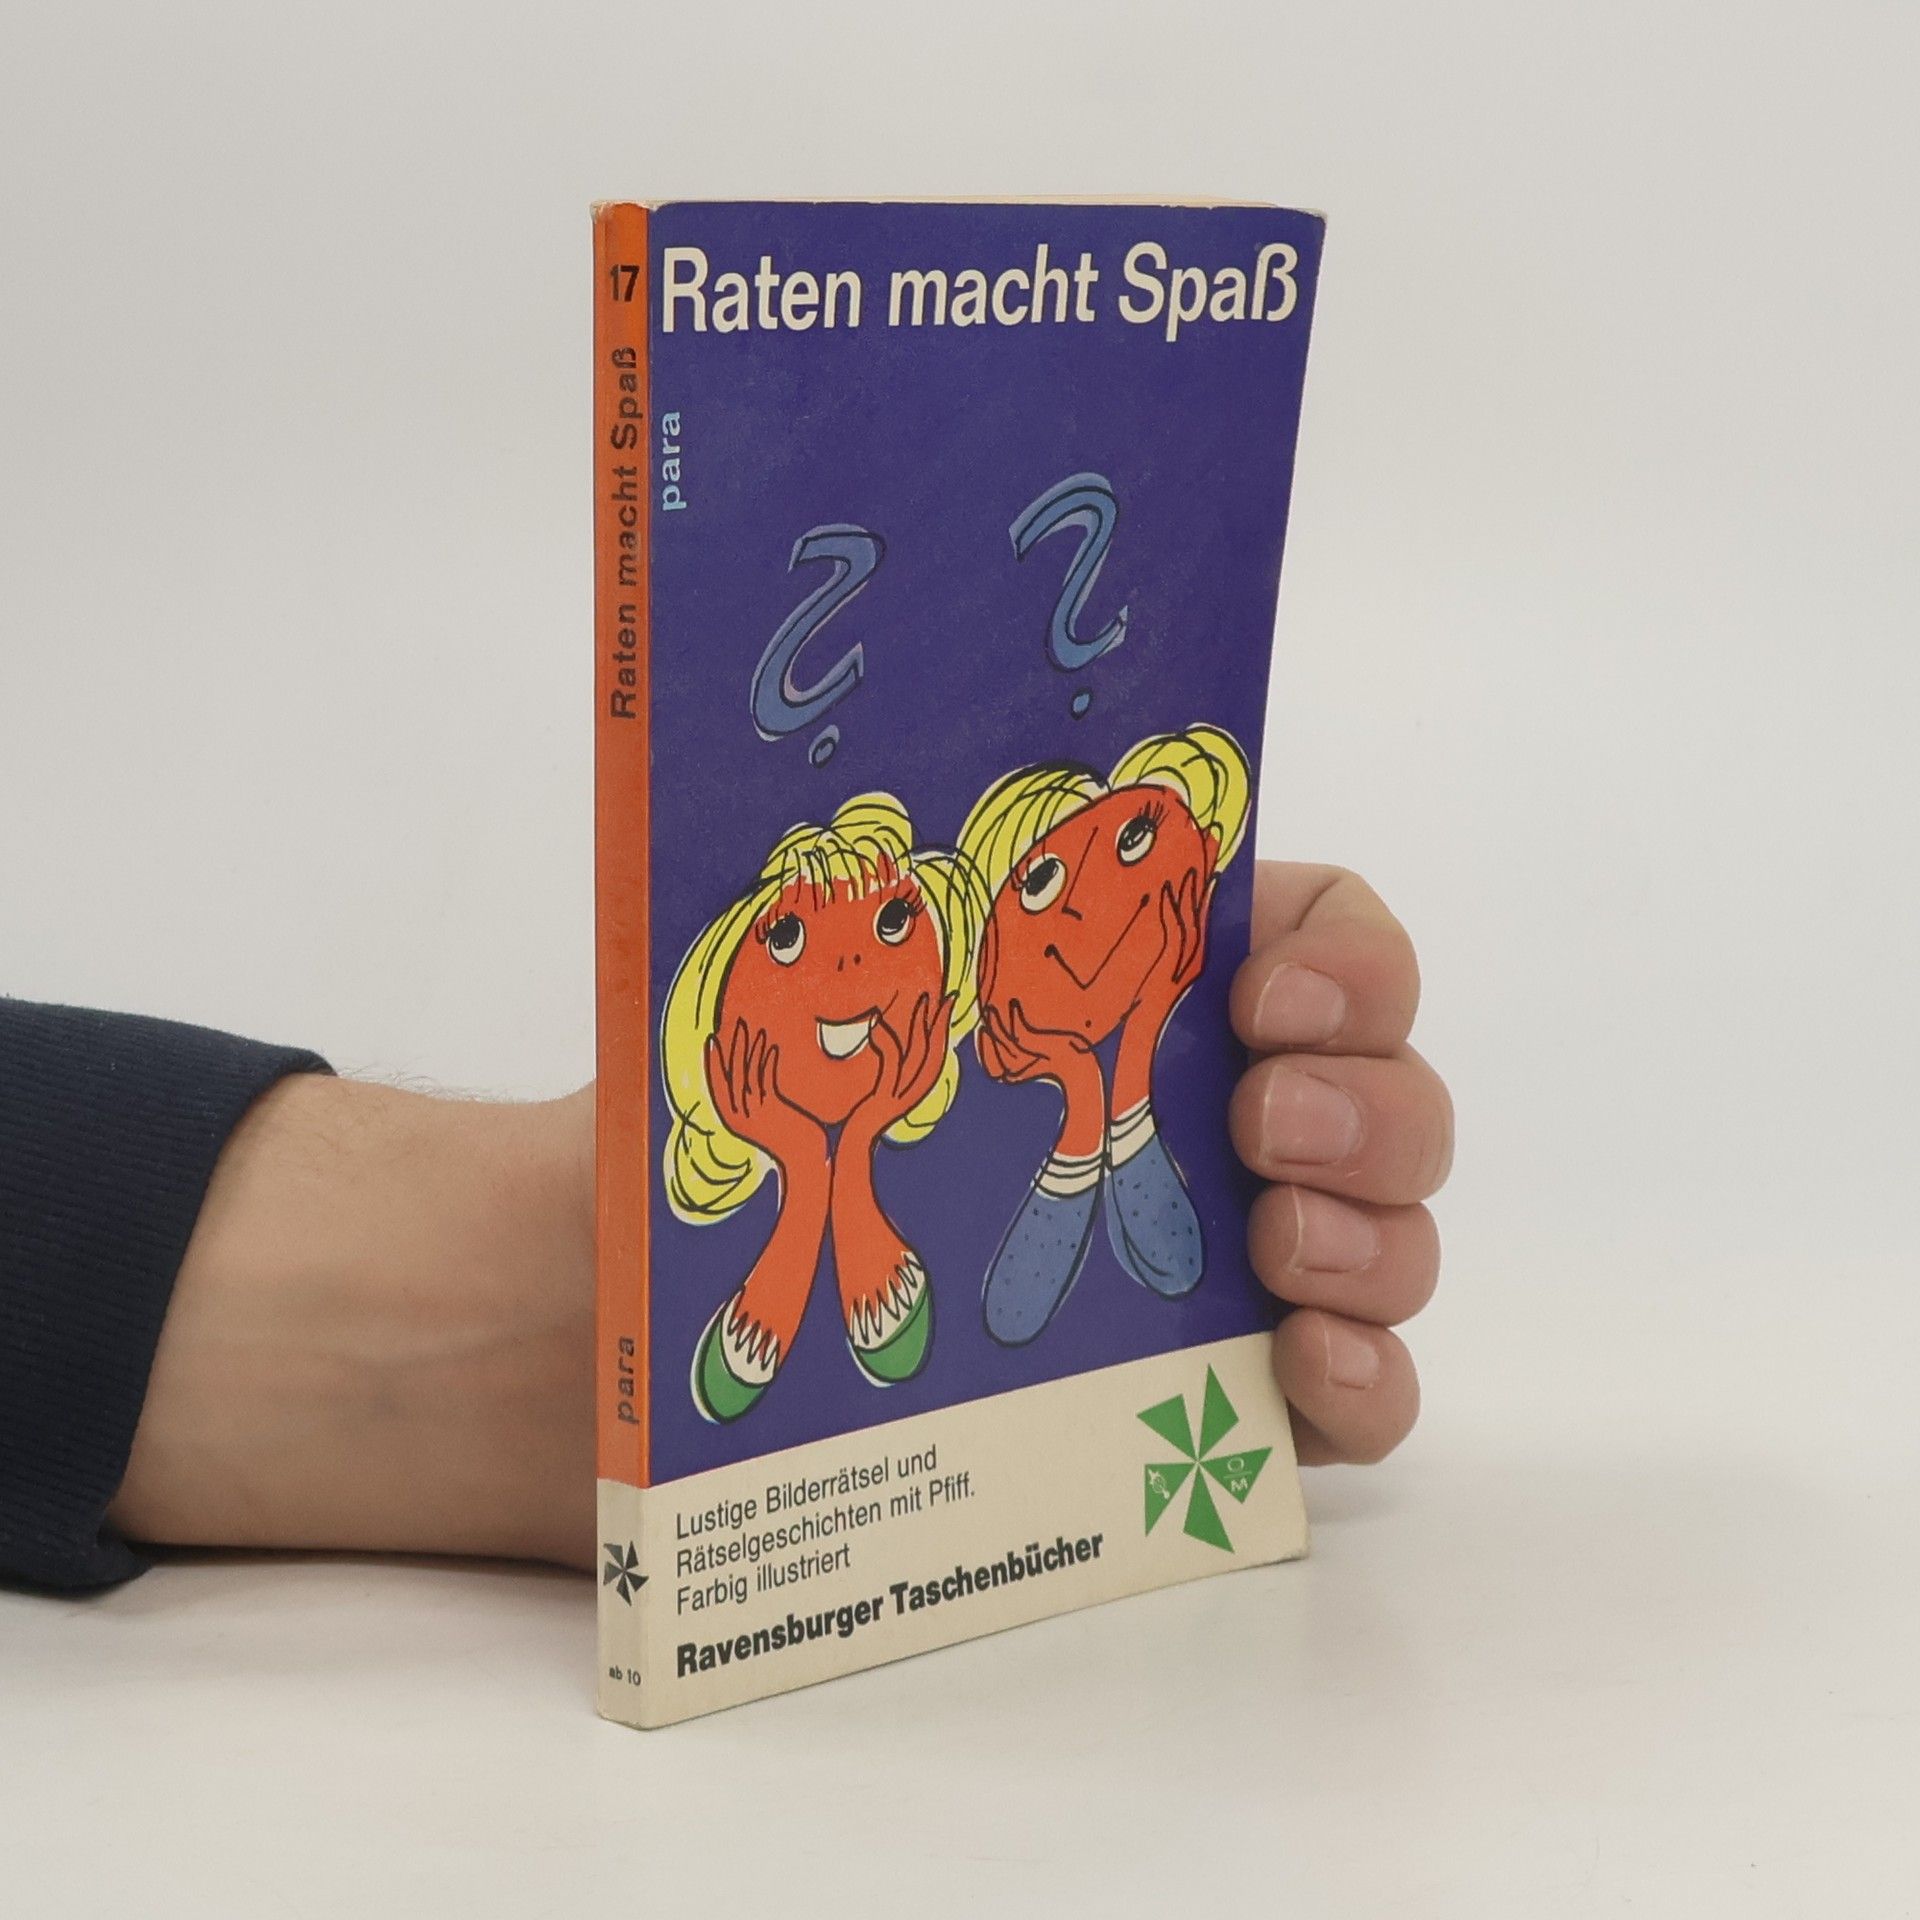 17
Raten macht Spaß
para
ab 10
Raten macht Spaß
para
? ?
Lustige Bilderrätsel und
Rätselgeschichten mit Pfiff.
Farbig illustriert
Ravensburger Taschenbücher
O
M